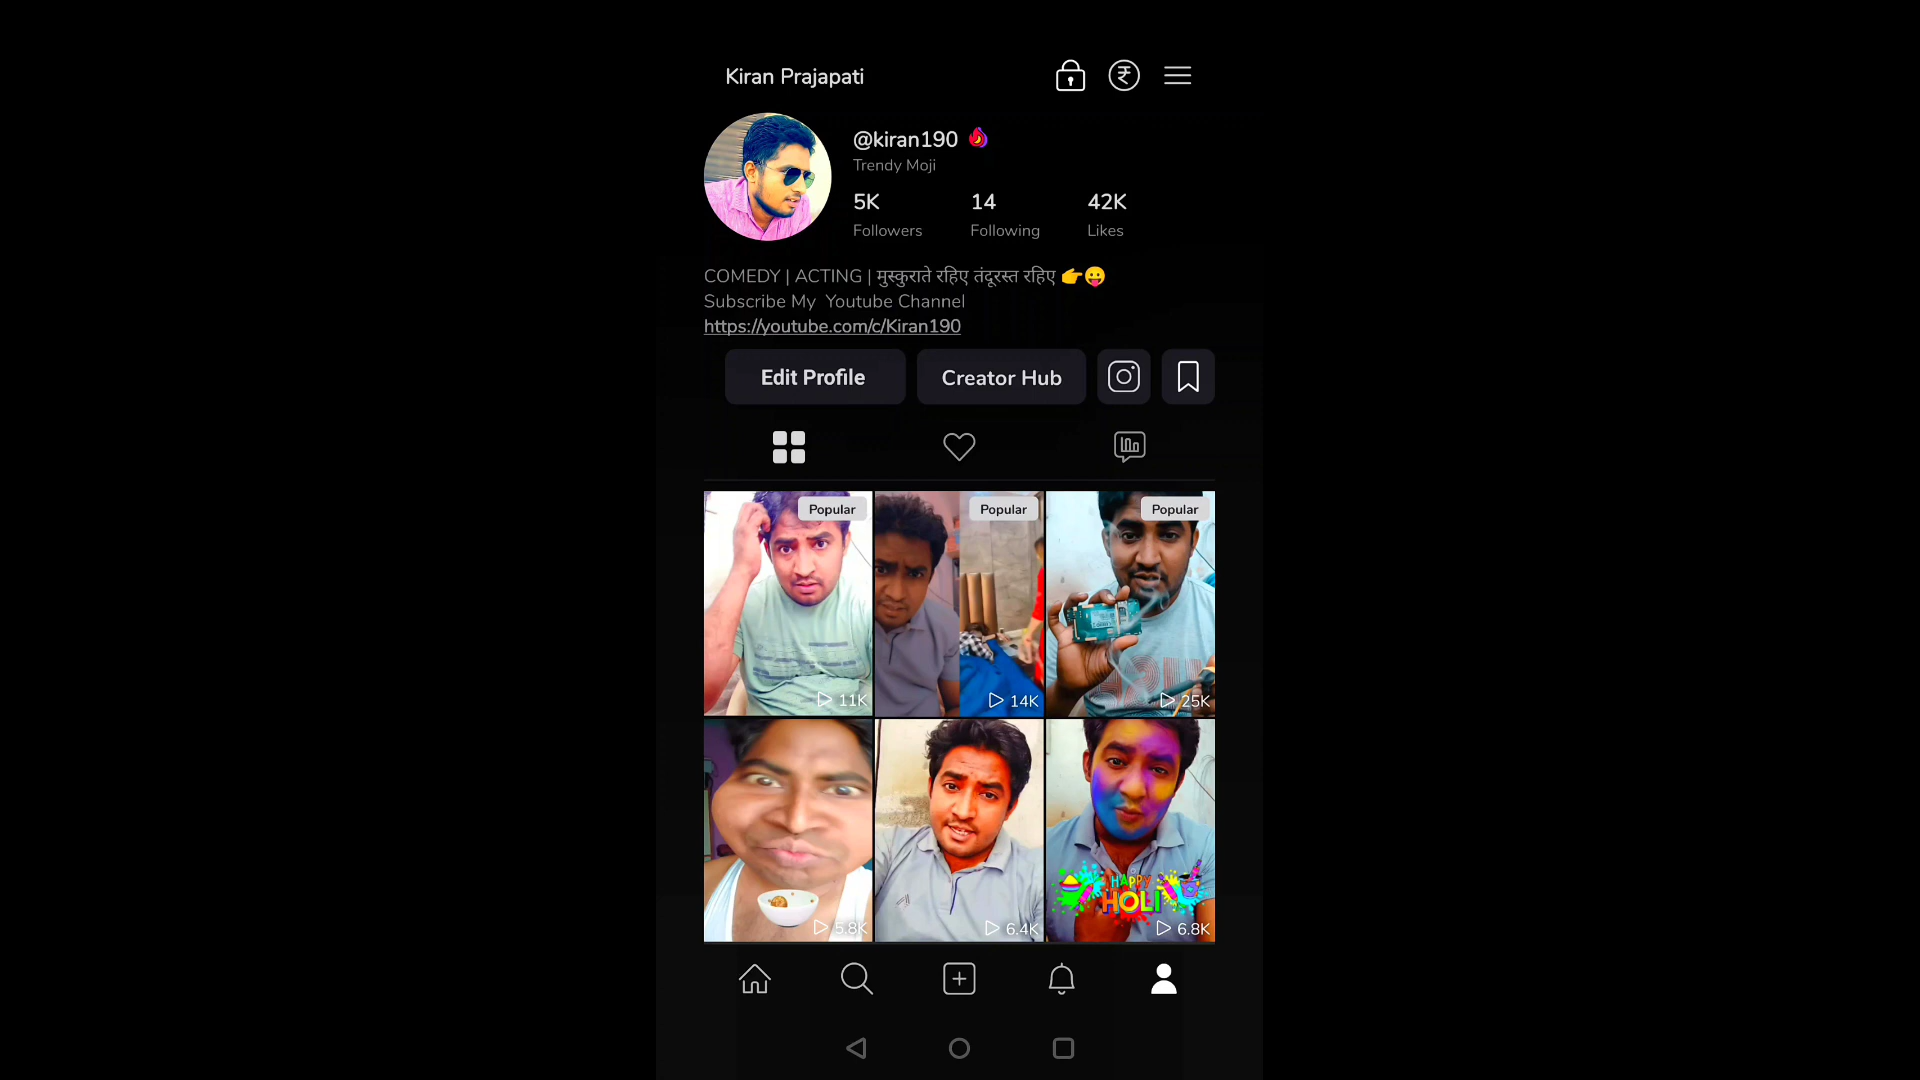 Kiran Prajapati
@kiran190
Trendy Moji
5K 14 42K
Followers Following Likes
COMEDY | ACTING | मुस्कुराते रहिए तंदूरस्त रहिए 👉😛
Subscribe My Youtube Channel
https://youtube.com/c/Kiran190
Edit Profile Creator Hub
Popular Popular Popular
11K 14K 25K
HAPPY
HOLI
5.8K 6.4K 6.8K